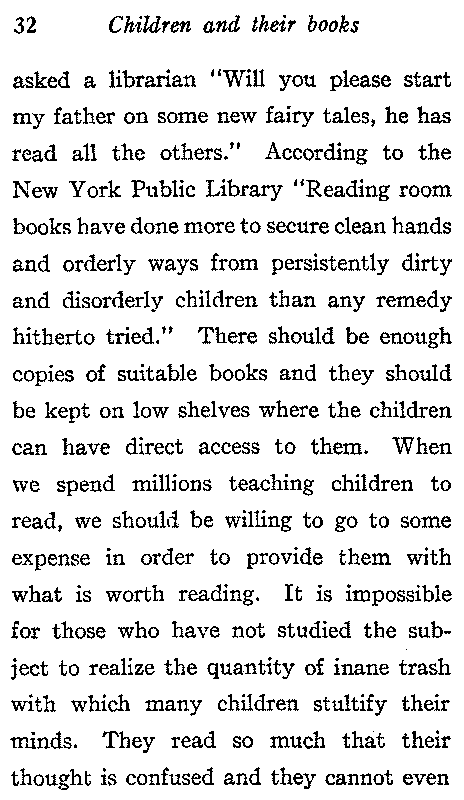 32 Children and their books
asked a librarian "Will you please start
my father on some new fairy tales, he has
read all the others." According to the
New York Public Library "Reading room
books have done more to secure clean hands
and orderly ways from persistently dirty
and disorderly children than any remedy
hitherto tried." There should be enough
copies of suitable books and they should
be kept on low shelves where the children
can have direct access to them. When
we spend millions teaching children to
read, we should be willing to go to some
expense in order to provide them with
what is worth reading. It is impossible
for those who have not studied the sub-
ject to realize the quantity of inane trash
with which many children stultify their
minds. They read so much that their
thought is confused and they cannot even